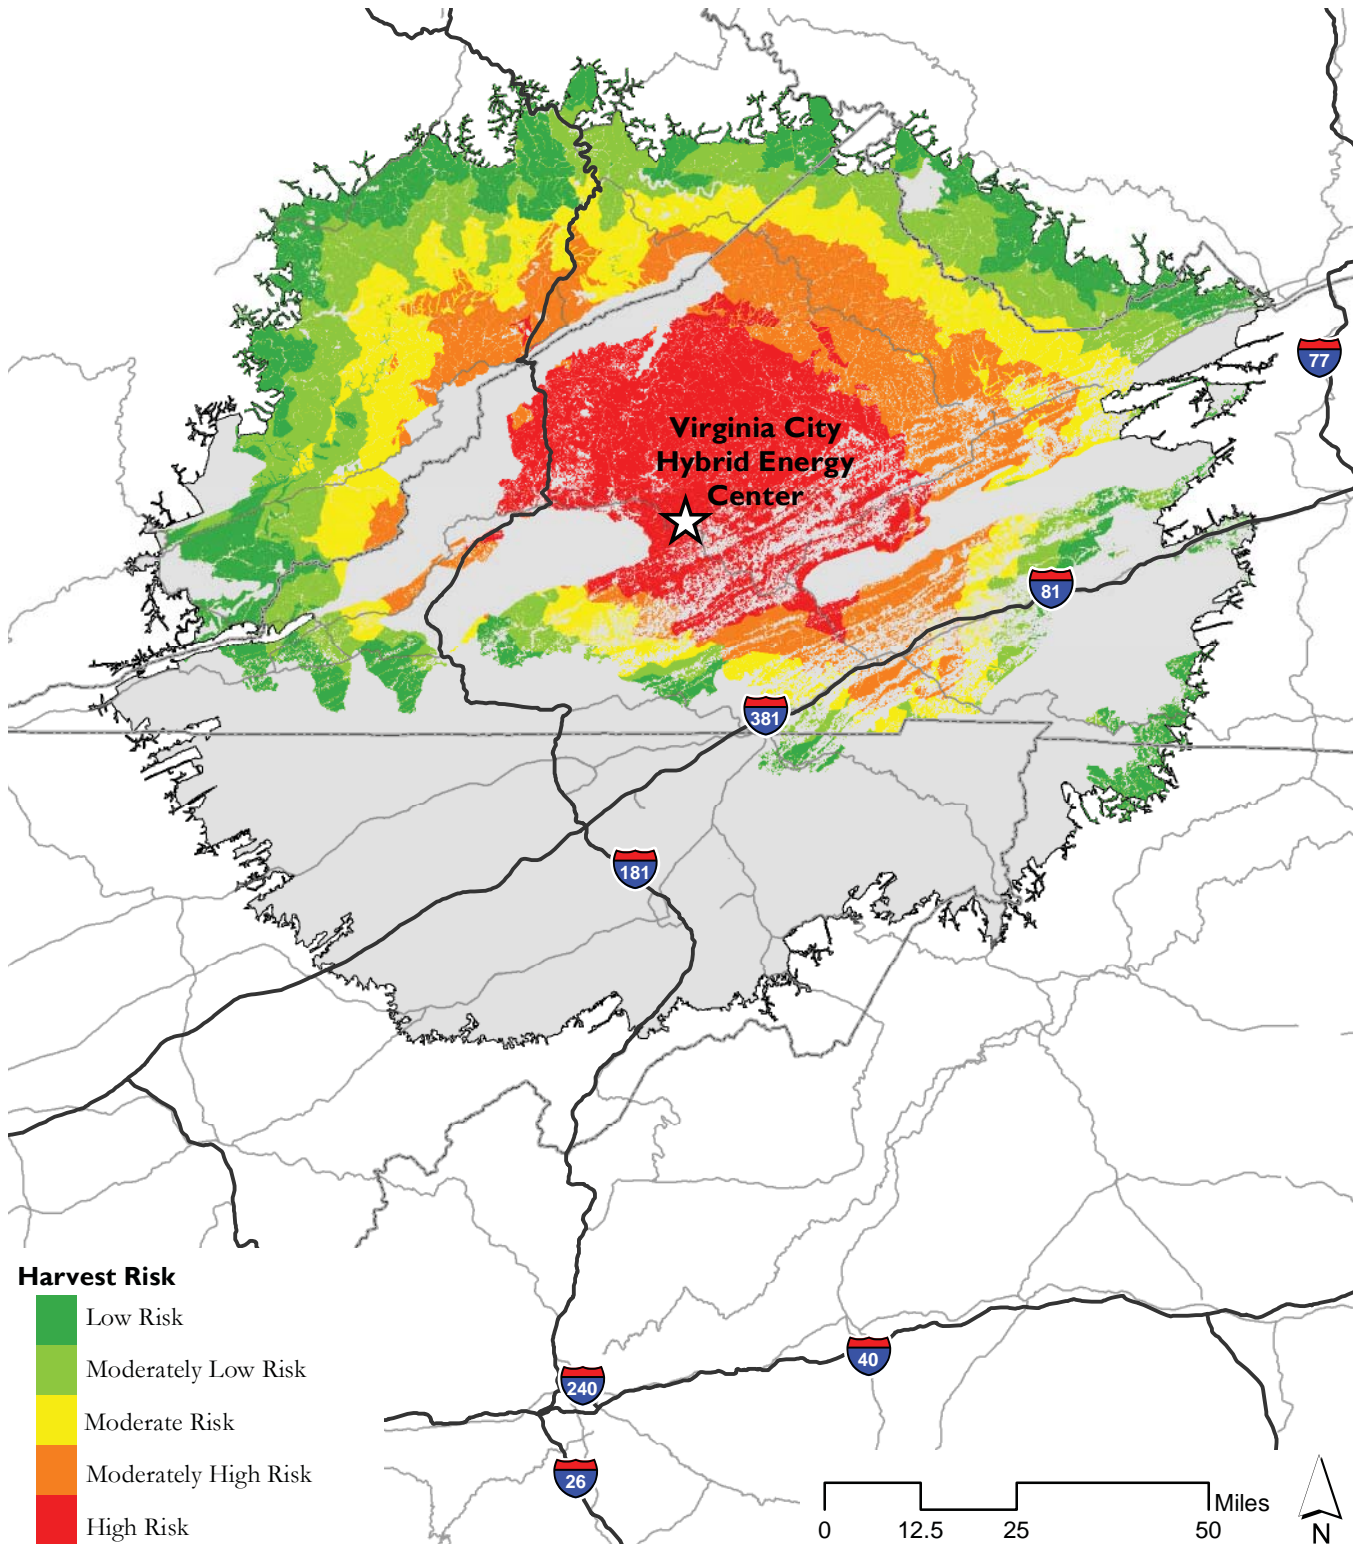 77
Virginia City
Hybrid Energy
Center
81
381
181
Harvest Risk
Low Risk
Moderately Low Risk
Moderate Risk
Moderately High Risk
High Risk
40
240
26
Miles
0 12.5 25 50
N